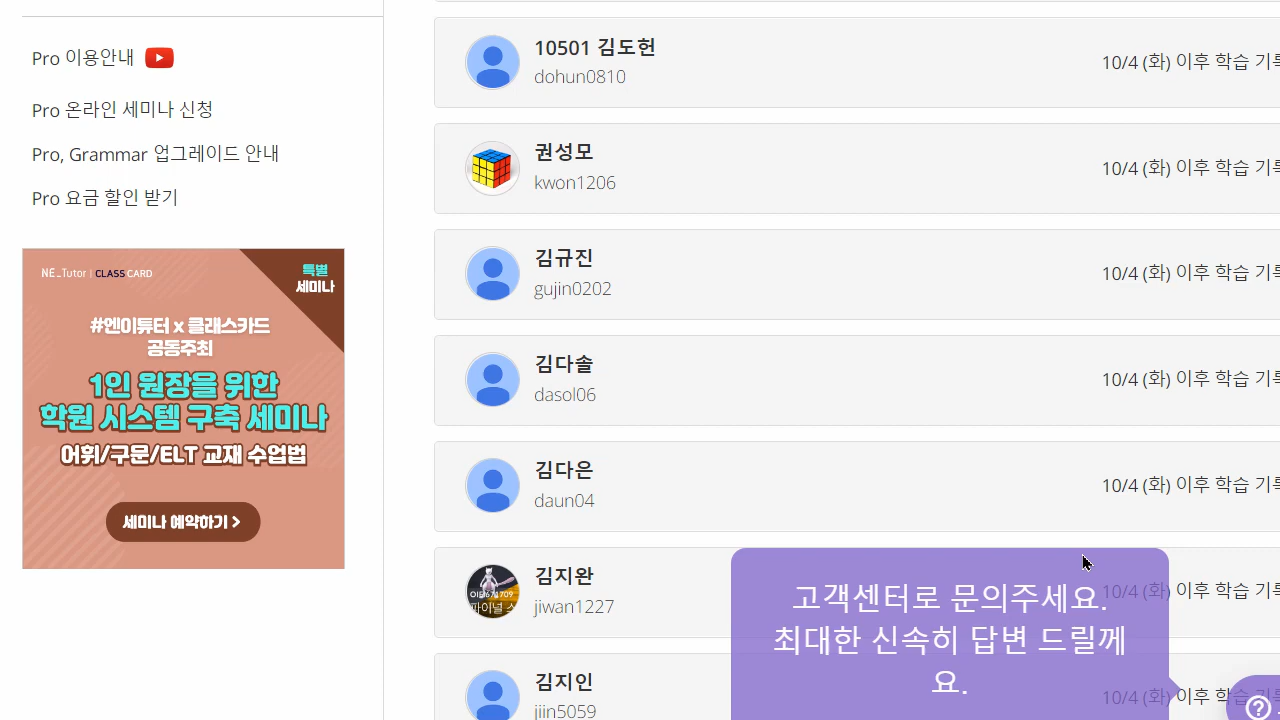 Pro 이용안내
Pro 온라인 세미나 신청
Pro, Grammar 업그레이드 안내
Pro 요금 할인 받기
NE_Tutor | CLASS CARD
특별
세미나
#엔이튜터 x 클래스카드
공동주최
1인 원장을 위한
학원 시스템 구축 세미나
어휘/구문/ELT 교재 수업법
세미나 예약하기 >
10501 김도헌
dohun0810
10/4 (화) 이후 학습 기록
권성모
kwon1206
10/4 (화) 이후 학습 기록
김규진
gujin0202
10/4 (화) 이후 학습 기록
김다솔
dasol06
10/4 (화) 이후 학습 기록
김다은
daun04
10/4 (화) 이후 학습 기록
김지완
jiwan1227
10/4 (화) 이후 학습 기록
김지인
jiin5059
10/4 (화) 이후 학습 기록
고객센터로 문의주세요.
최대한 신속히 답변 드릴께
요.